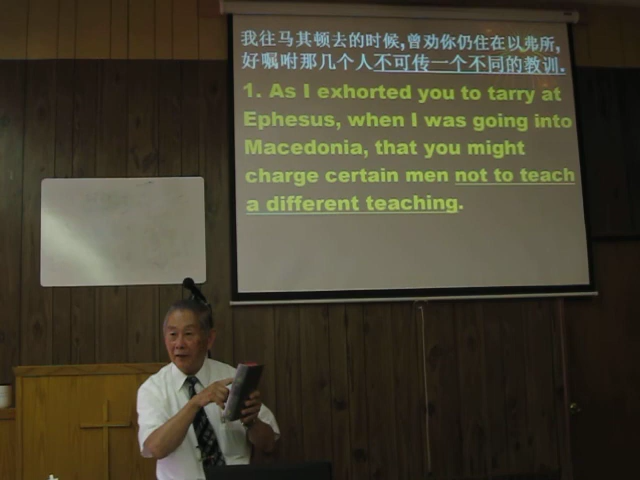 我往马其顿去的时候,曾劝你仍住在以弗所,
好嘱咐那几个人不可传一个不同的教训.
1. As I exhorted you to tarry at
Ephesus, when I was going into
Macedonia, that you might
charge certain men not to teach
a different teaching.